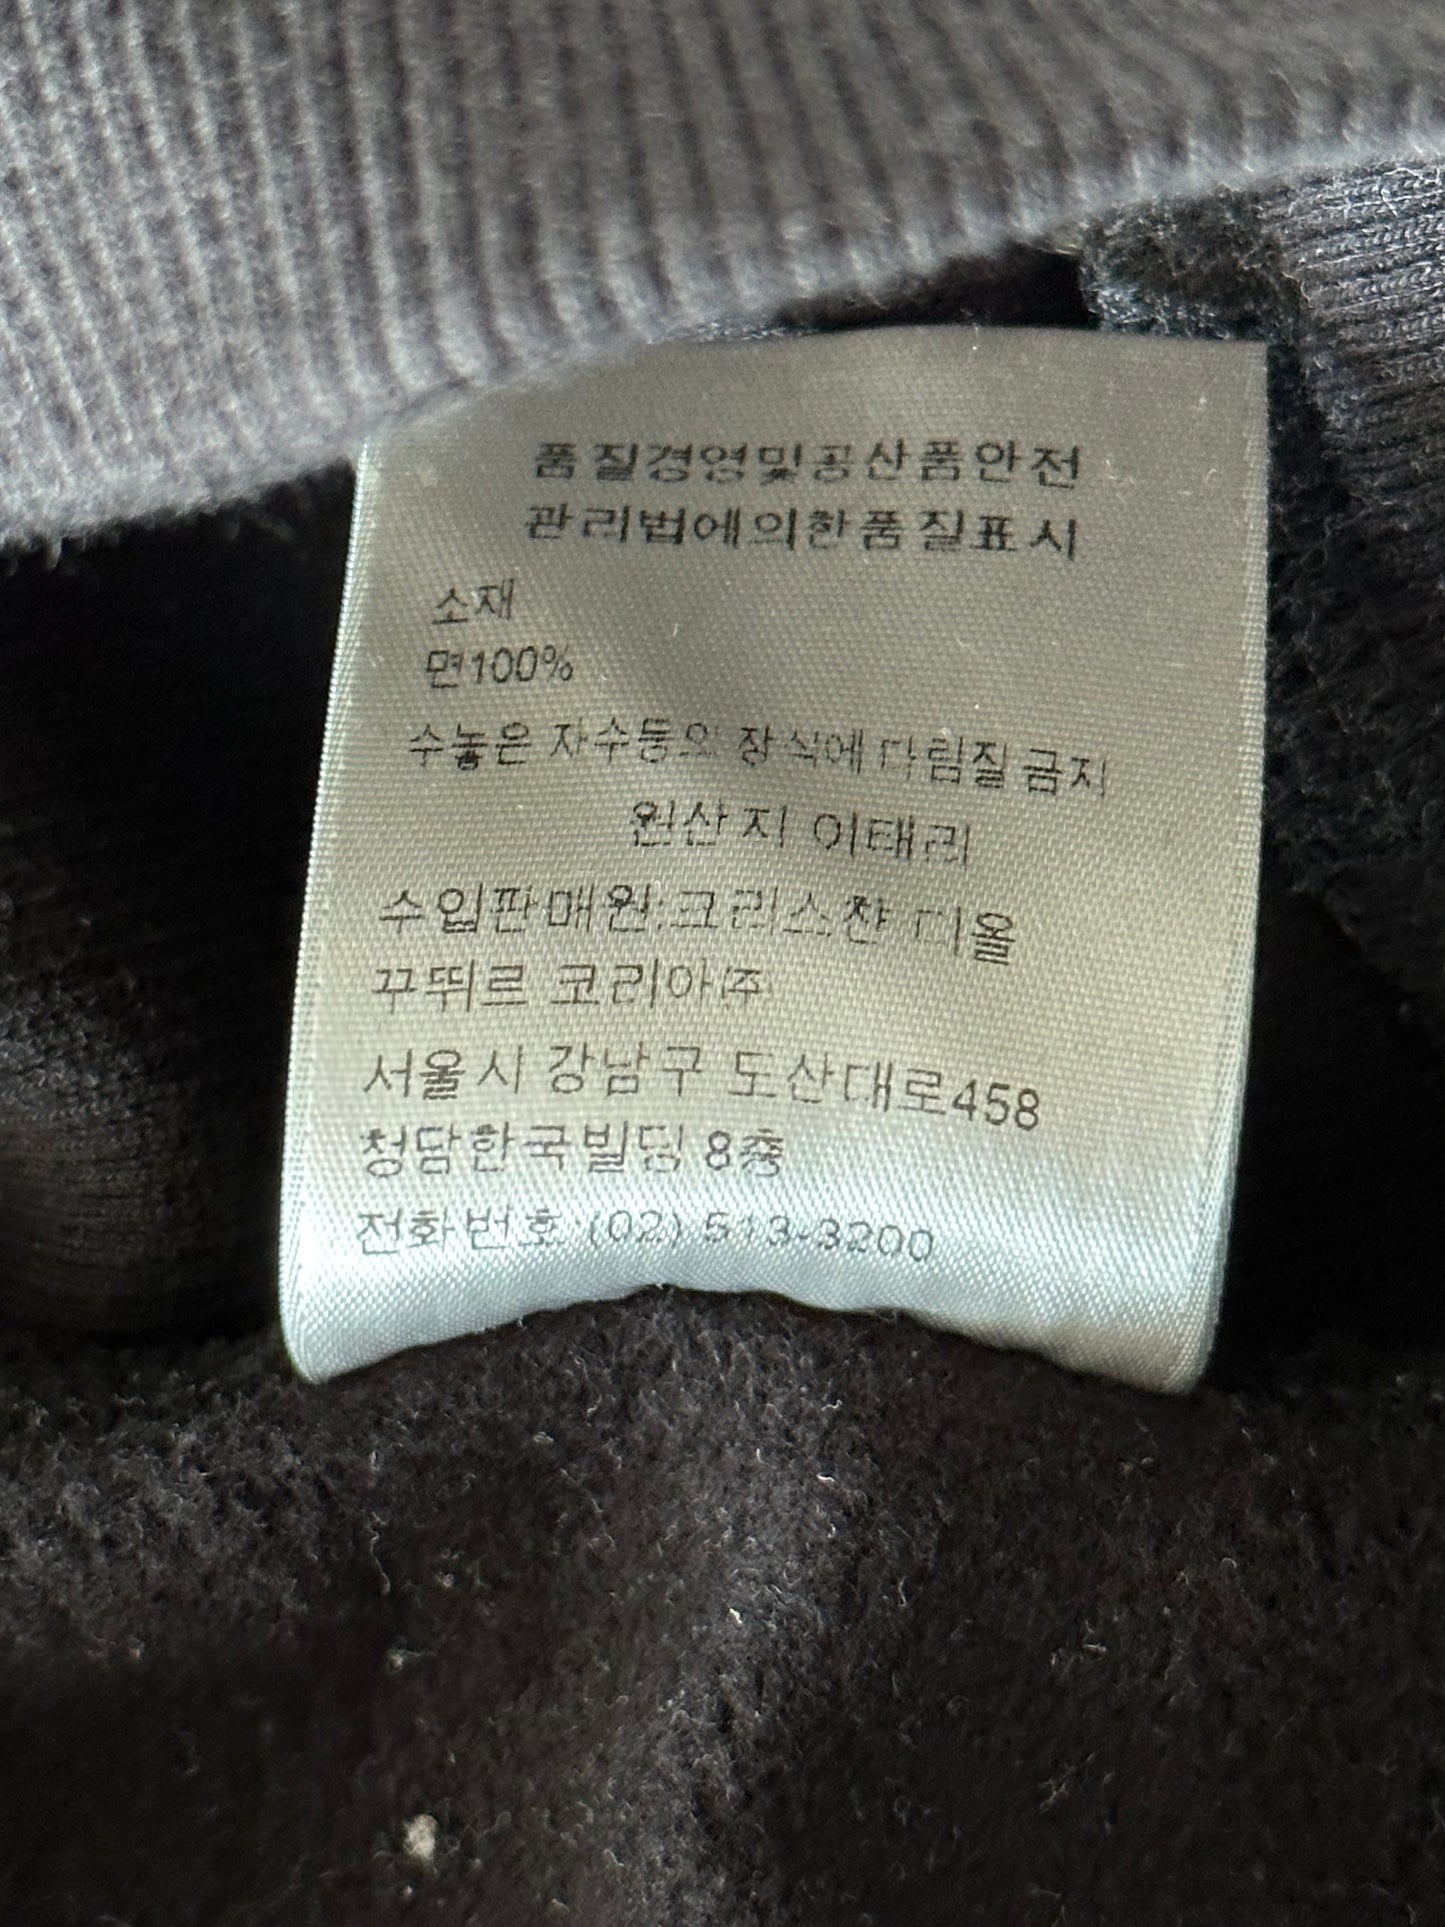 품질경영및공산품안전
관리법에의한품질표시
소재
면100%
수놓은 자수등의 장식에 다림질 금지
원산지 이태리
수입판매원:크리스챤 디올
꾸뛰르 코리아(주)
서울시 강남구 도산대로458
청담한국빌딩 8층
전화번호:(02) 513-3200